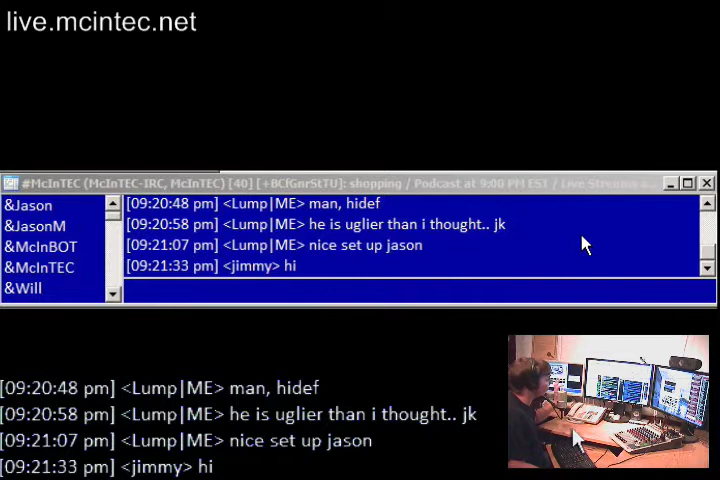 live.mcintec.net
#McInTEC (McInTEC-IRC, McInTEC) [40] [+BCfGnrStTU]: shopping / Podcast at 9:00 PM EST / Live Streams a...
&Jason
&JasonM
&McInBOT
&McInTEC
&Will
[09:20:48 pm] <Lump|ME> man, hidef
[09:20:58 pm] <Lump|ME> he is uglier than i thought.. jk
[09:21:07 pm] <Lump|ME> nice set up jason
[09:21:33 pm] <jimmy> hi
[09:20:48 pm] <Lump|ME> man, hidef
[09:20:58 pm] <Lump|ME> he is uglier than i thought.. jk
[09:21:07 pm] <Lump|ME> nice set up jason
[09:21:33 pm] <jimmy> hi